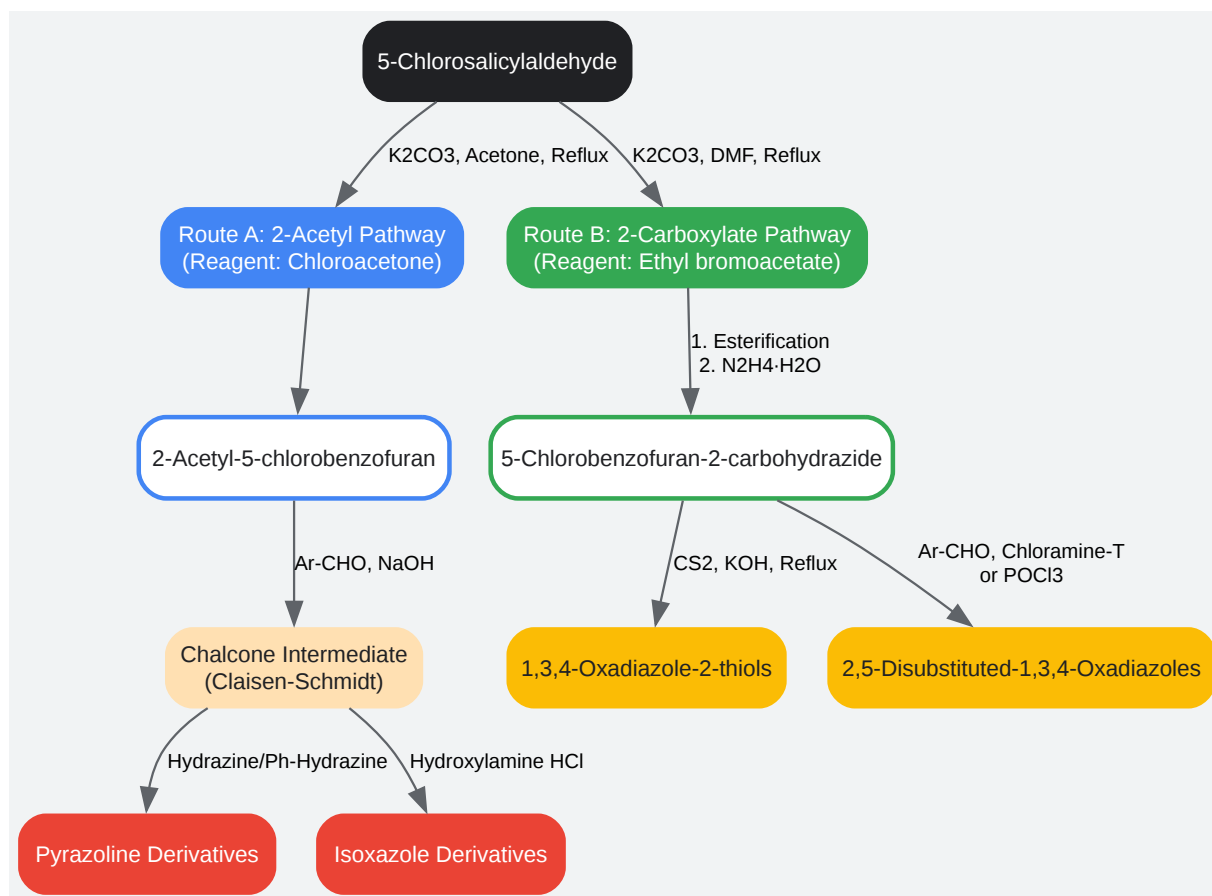 5-Chlorosalicylaldehyde
K2CO3, Acetone, Reflux
K2CO3, DMF, Reflux
Route A: 2-Acetyl Pathway
(Reagent: Chloroacetone)
Route B: 2-Carboxylate Pathway
(Reagent: Ethyl bromoacetate)
1. Esterification
2. N2H4·H2O
2-Acetyl-5-chlorobenzofuran
5-Chlorobenzofuran-2-carbohydrazide
Ar-CHO, NaOH
CS2, KOH, Reflux
Ar-CHO, Chloramine-T
or POCl3
Chalcone Intermediate
(Claisen-Schmidt)
1,3,4-Oxadiazole-2-thiols
2,5-Disubstituted-1,3,4-Oxadiazoles
Hydrazine/Ph-Hydrazine
Hydroxylamine HCl
Pyrazoline Derivatives
Isoxazole Derivatives